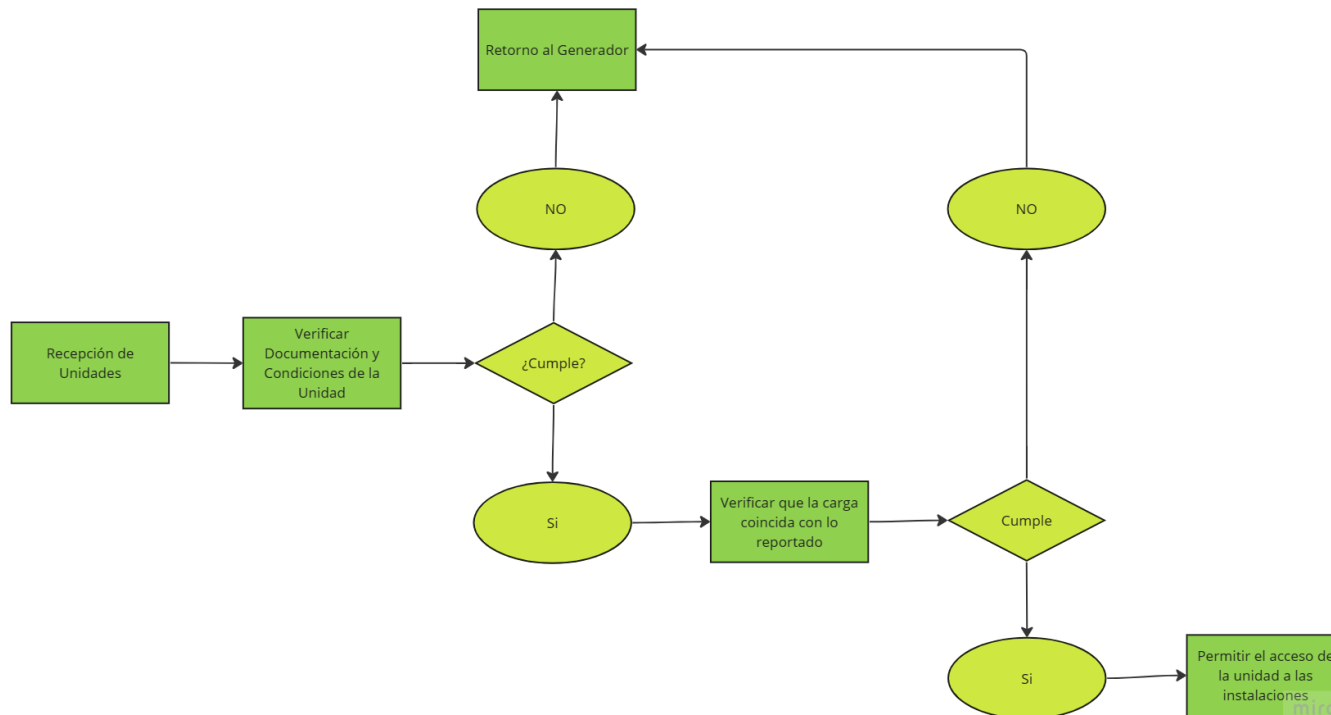 Retorno al Generador
NO
NO
Recepción de
Unidades
Verificar
Documentación y
Condiciones de la
Unidad
¿Cumple?
Si
Verificar que la carga
coincida con lo
reportado
Cumple
Si
Permitir el acceso de
la unidad a las
instalaciones
miro